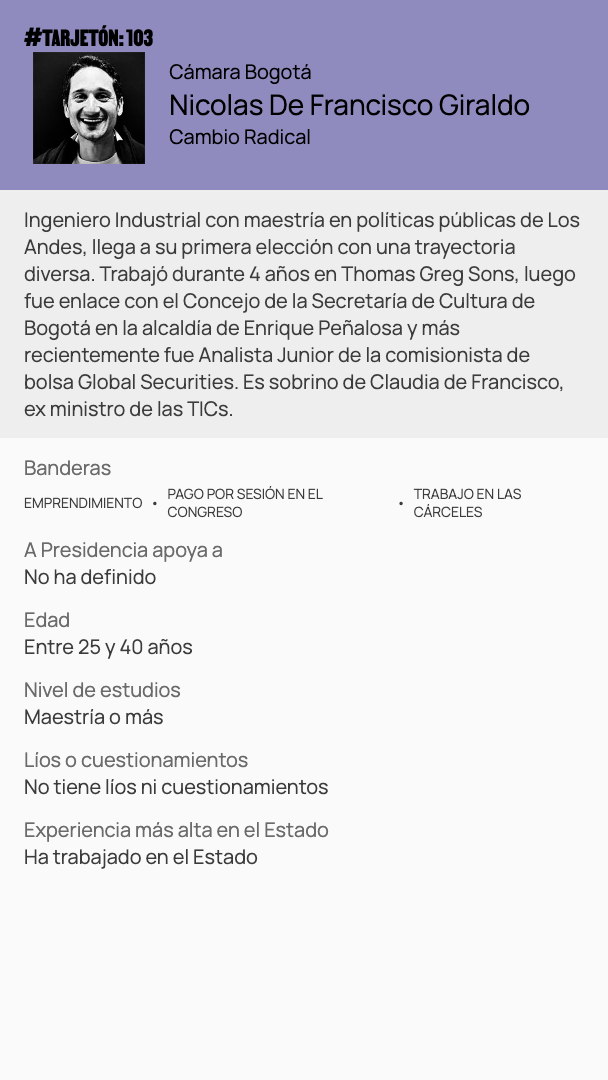 #TARJETÓN: 103
Cámara Bogotá
Nicolas De Francisco Giraldo
Cambio Radical
Ingeniero Industrial con maestría en políticas públicas de Los
Andes, llega a su primera elección con una trayectoria
diversa. Trabajó durante 4 años en Thomas Greg Sons, luego
fue enlace con el Concejo de la Secretaría de Cultura de
Bogotá en la alcaldía de Enrique Peñalosa y más
recientemente fue Analista Junior de la comisionista de
bolsa Global Securities. Es sobrino de Claudia de Francisco,
ex ministro de las TICs.
Banderas
EMPRENDIMIENTO • PAGO POR SESIÓN EN EL CONGRESO • TRABAJO EN LAS CÁRCELES
A Presidencia apoya a
No ha definido
Edad
Entre 25 y 40 años
Nivel de estudios
Maestría o más
Líos o cuestionamientos
No tiene líos ni cuestionamientos
Experiencia más alta en el Estado
Ha trabajado en el Estado